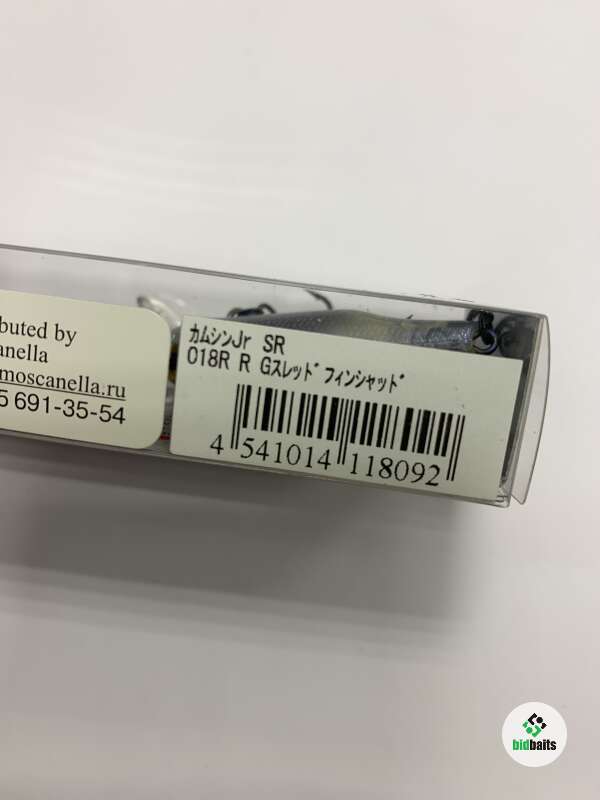 buted by
anella
moscanella.ru
5 691-35-54
ｶﾑｼﾝJr SR
018R R Gｽﾚｯﾄﾞﾌｨﾝｼｬｯﾄﾞ
4 541014 118092
bidbaits